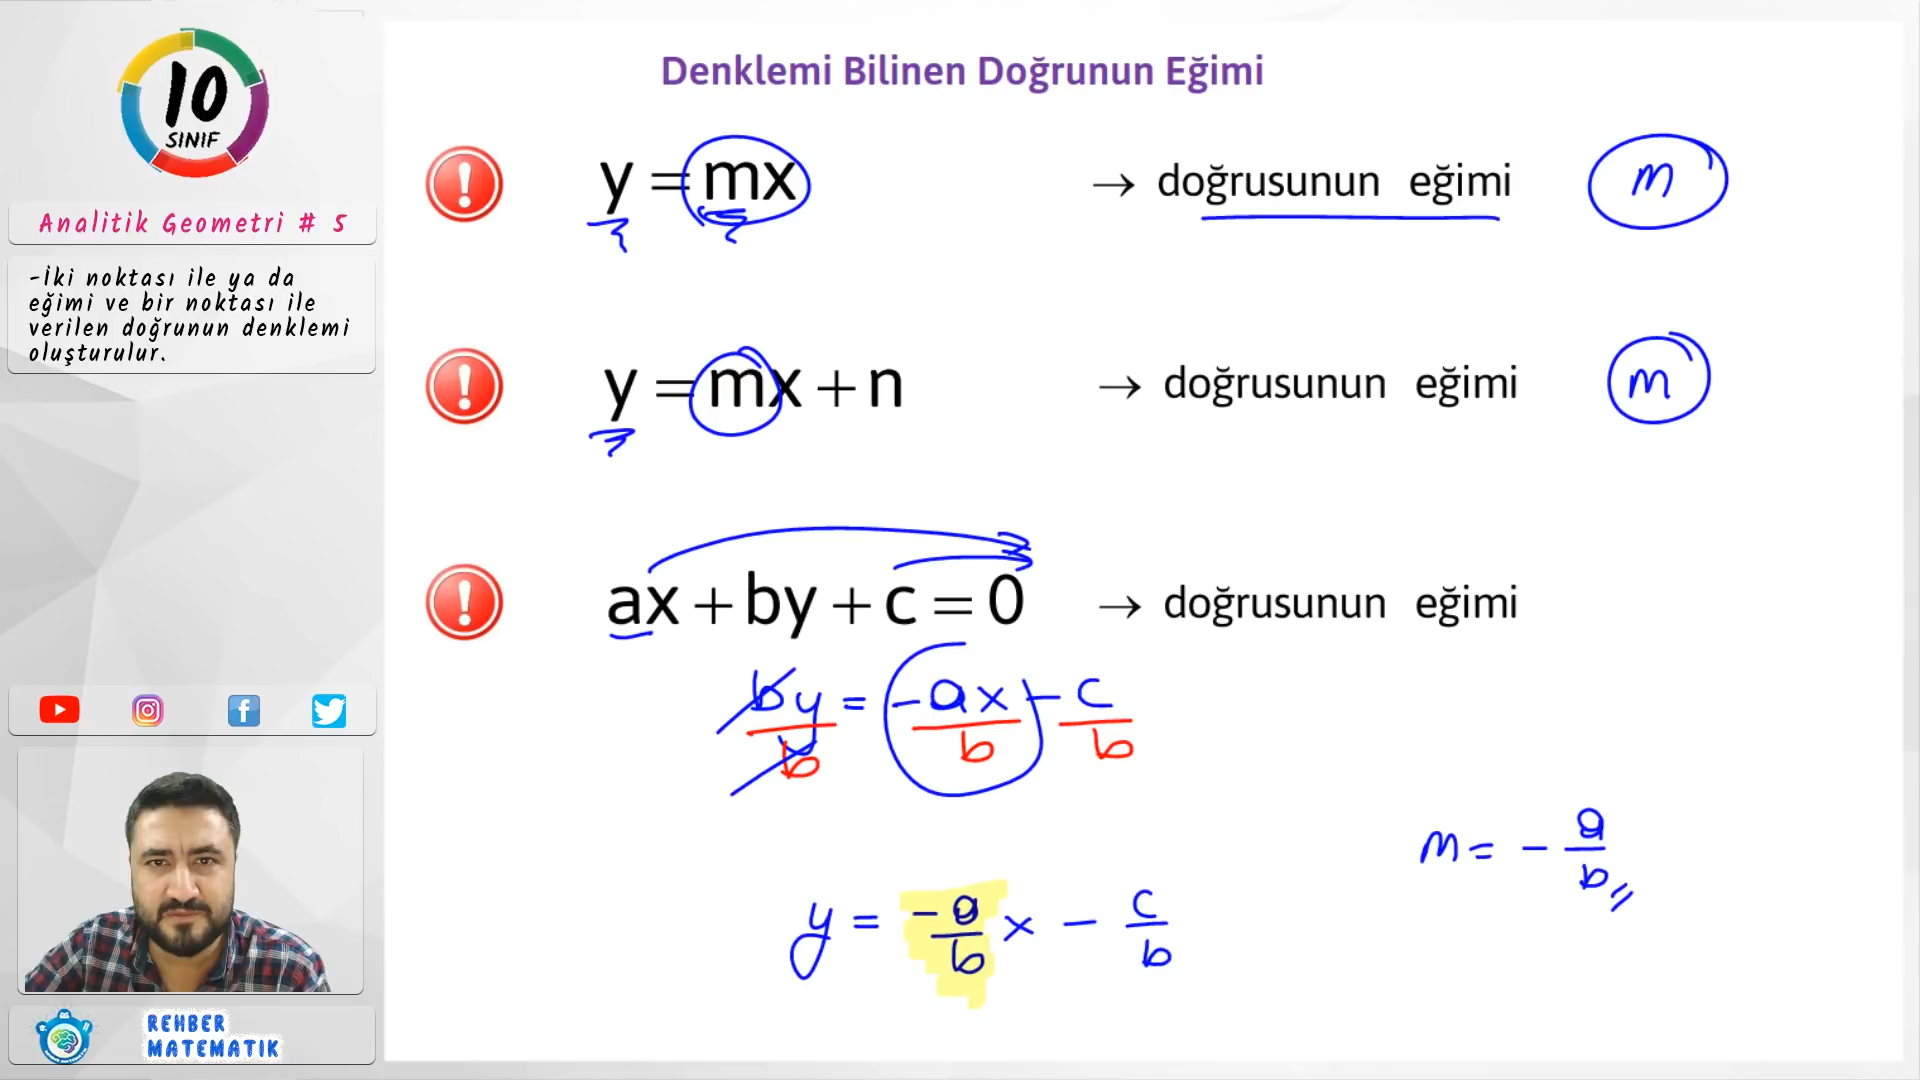 10
SINIF
Analitik Geometri # 5
-İki noktası ile ya da
eğimi ve bir noktası ile
verilen doğrunun denklemi
oluşturulur.
REHBER
MATEMATİK
Denklemi Bilinen Doğrunun Eğimi
! y = mx → doğrusunun eğimi m
! y = mx + n → doğrusunun eğimi m
! ax + by + c = 0 → doğrusunun eğimi
by/b = -ax/b - c/b
m = - a/b
y = -a/b x - c/b